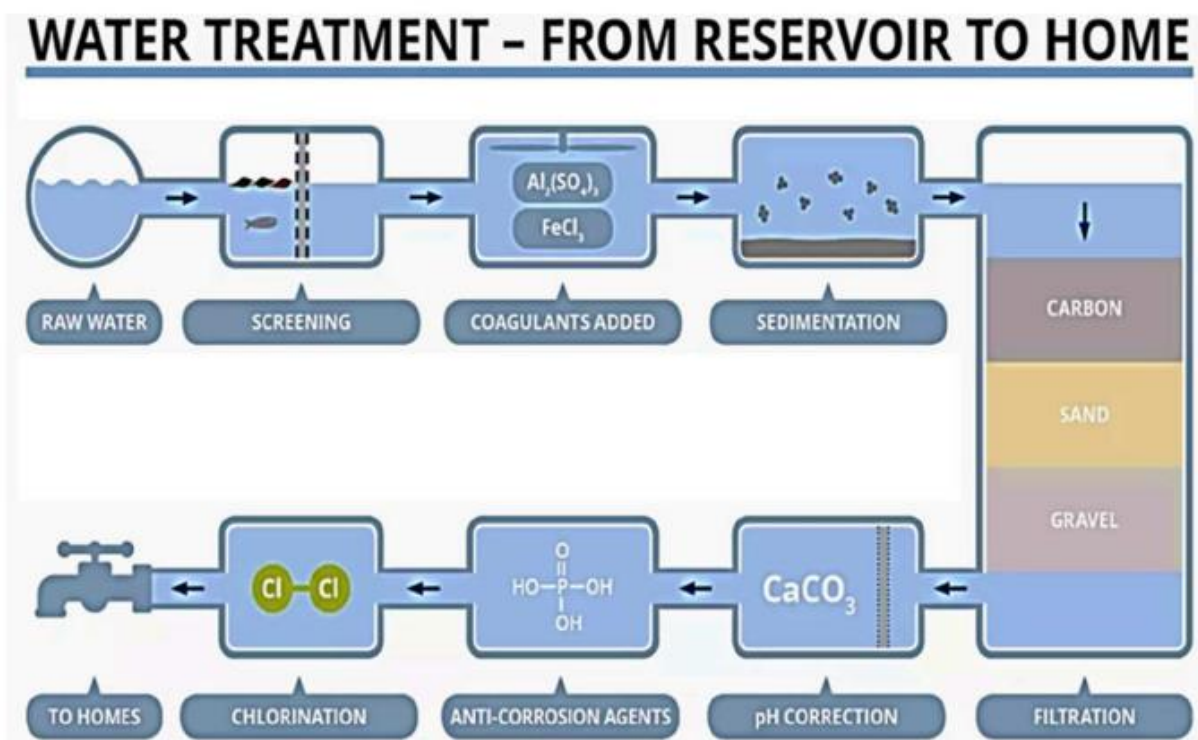 WATER TREATMENT – FROM RESERVOIR TO HOME
Al₂(SO₄)₃
FeCl₃
RAW WATER
SCREENING
COAGULANTS ADDED
SEDIMENTATION
CARBON
SAND
GRAVEL
Cl–Cl
O
HO–P–OH
OH
CaCO₃
TO HOMES
CHLORINATION
ANTI-CORROSION AGENTS
pH CORRECTION
FILTRATION